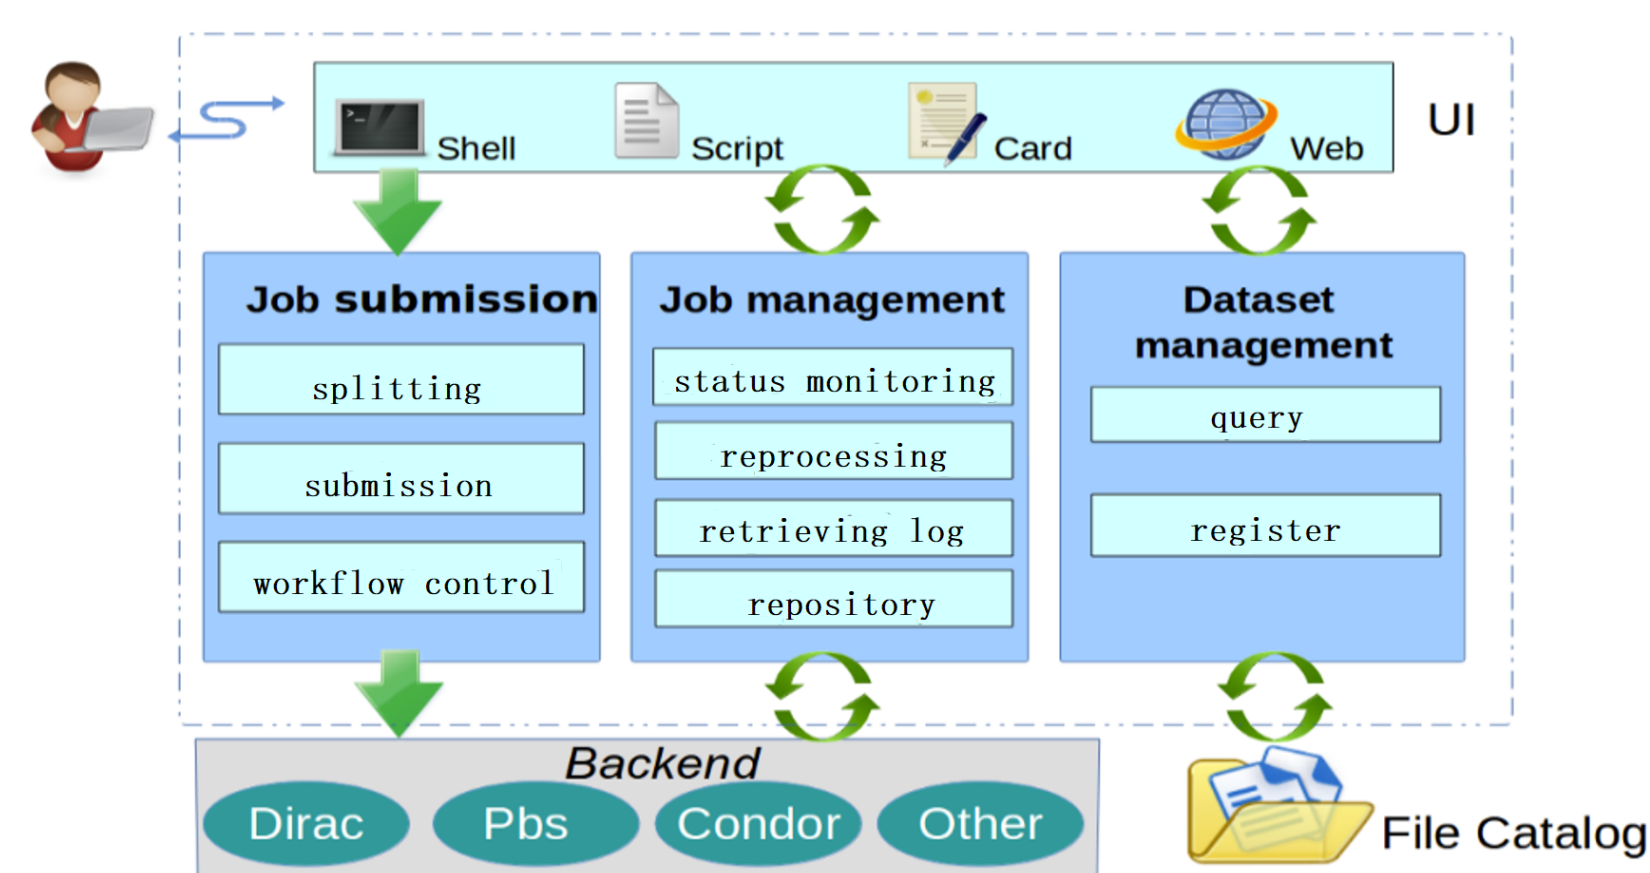 Shell
Script
Card
Web
UI
Job submission
splitting
submission
workflow control
Job management
status monitoring
reprocessing
retrieving log
repository
Dataset
management
query
register
Backend
Dirac
Pbs
Condor
Other
File Catalog